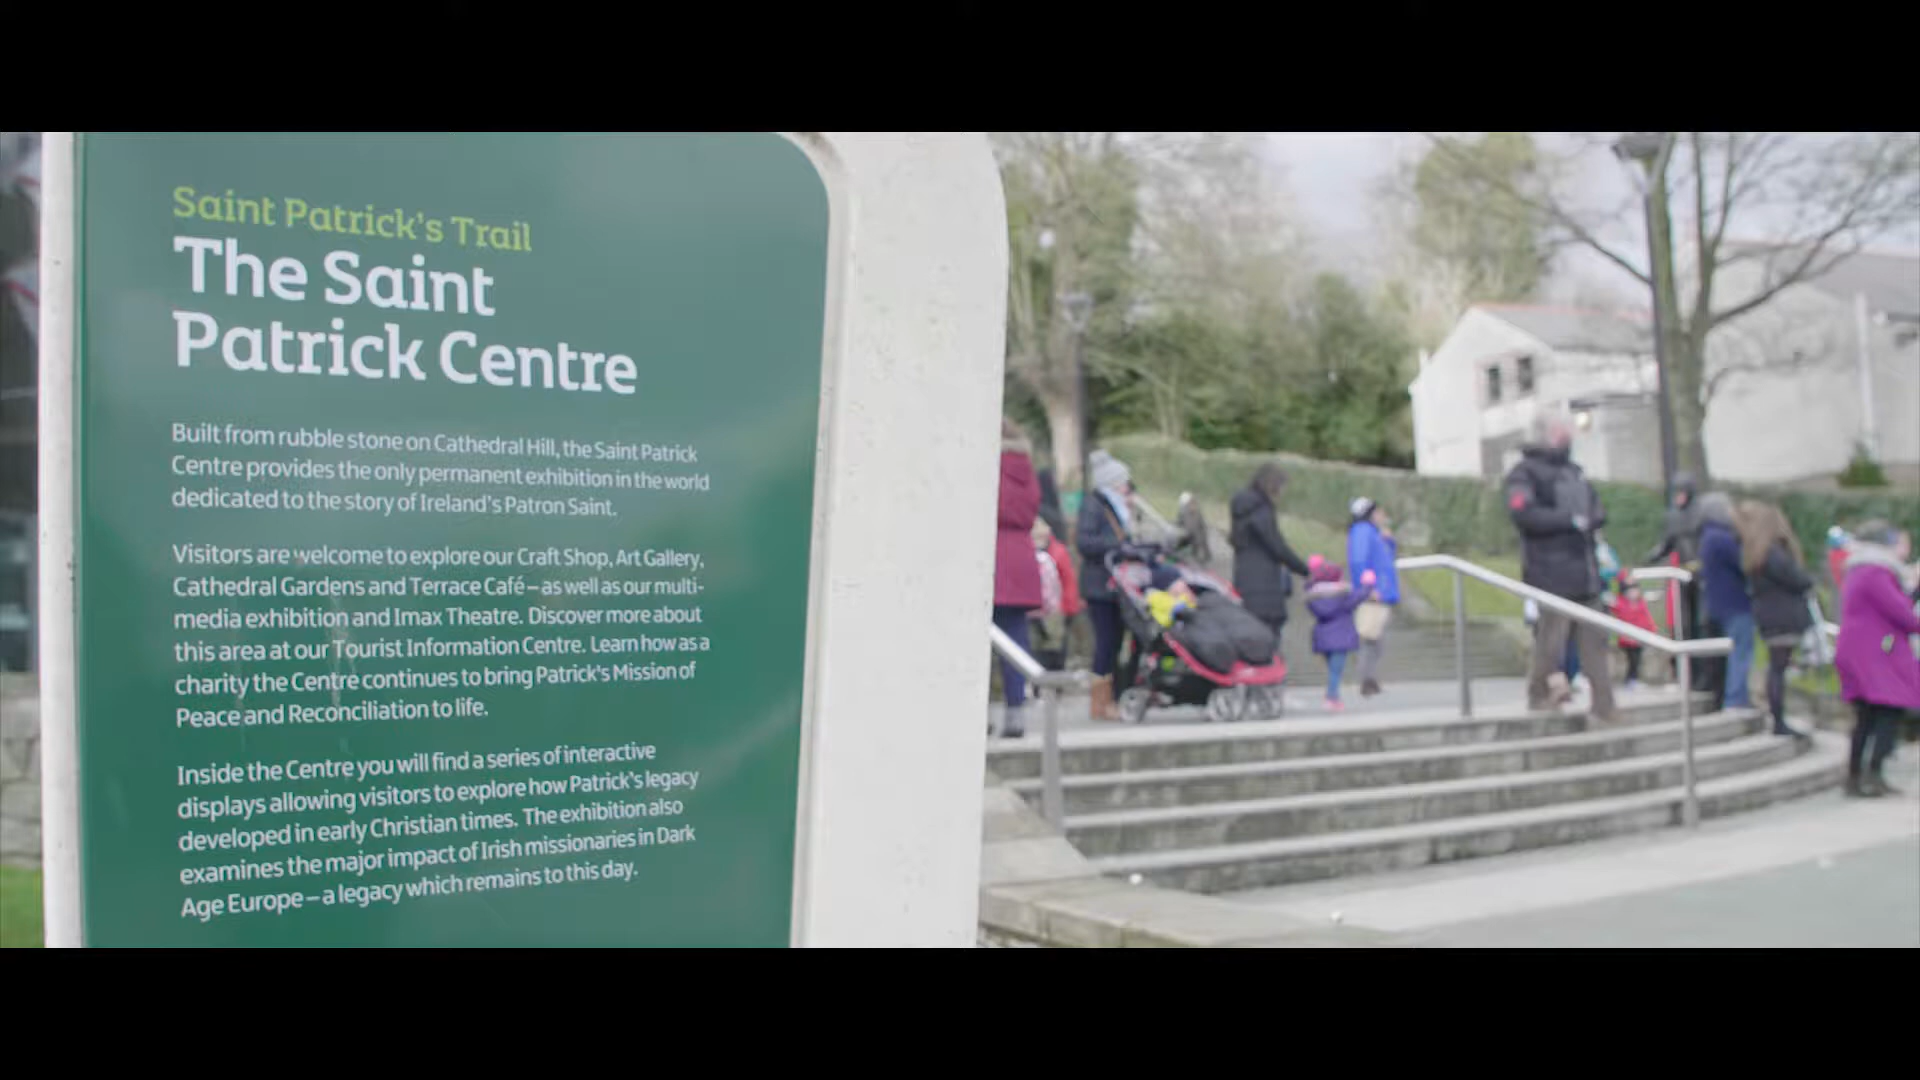 Saint Patrick's Trail
The Saint
Patrick Centre
Built from rubble stone on Cathedral Hill, the Saint Patrick
Centre provides the only permanent exhibition in the world
dedicated to the story of Ireland's Patron Saint.
Visitors are welcome to explore our Craft Shop, Art Gallery,
Cathedral Gardens and Terrace Café – as well as our multi-
media exhibition and Imax Theatre. Discover more about
this area at our Tourist Information Centre. Learn how as a
charity the Centre continues to bring Patrick's Mission of
Peace and Reconciliation to life.
Inside the Centre you will find a series of interactive
displays allowing visitors to explore how Patrick's legacy
developed in early Christian times. The exhibition also
examines the major impact of Irish missionaries in Dark
Age Europe – a legacy which remains to this day.